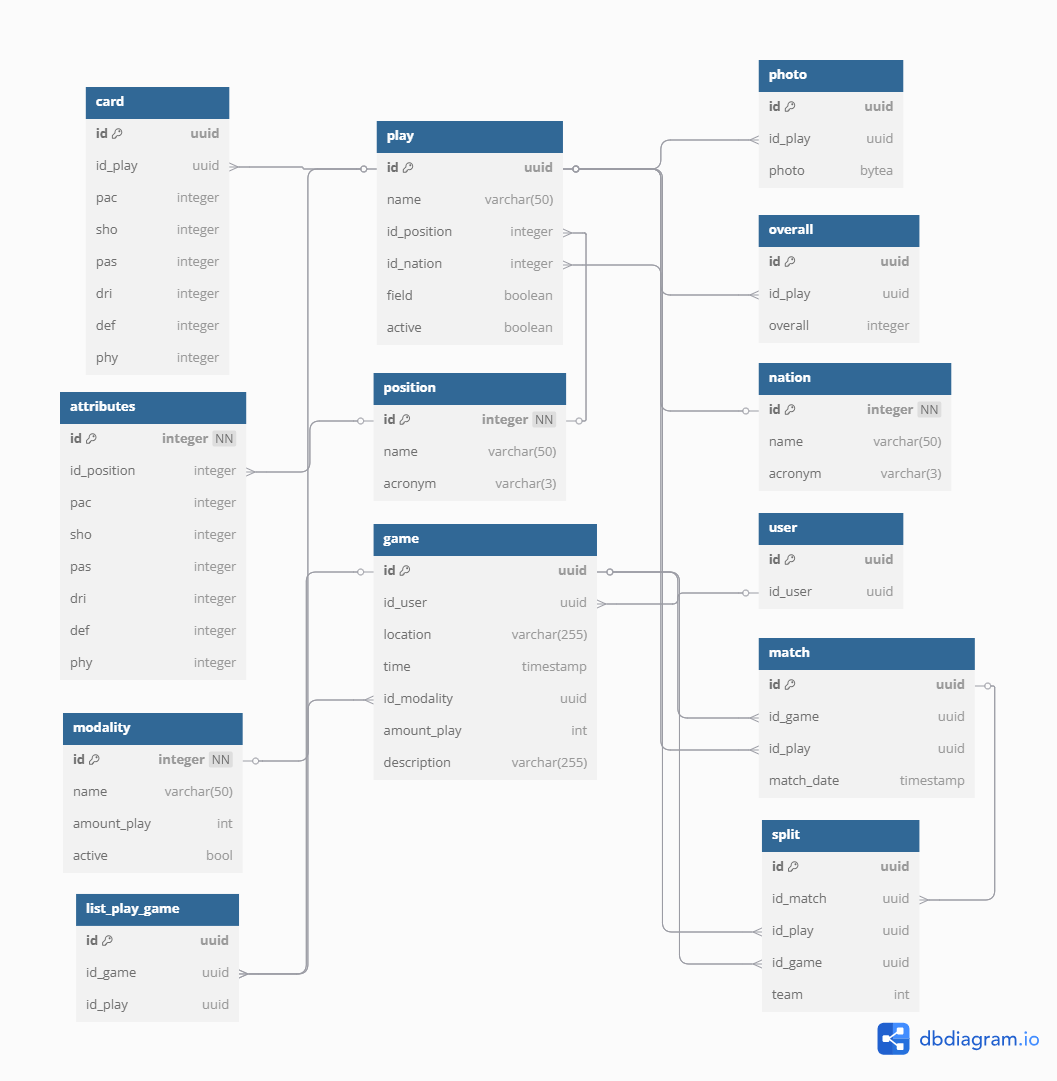 card
id uuid
id_play uuid
pac integer
sho integer
pas integer
dri integer
def integer
phy integer
attributes
id integer NN
id_position integer
pac integer
sho integer
pas integer
dri integer
def integer
phy integer
modality
id integer NN
name varchar(50)
amount_play int
active bool
list_play_game
id uuid
id_game uuid
id_play uuid
play
id uuid
name varchar(50)
id_position integer
id_nation integer
field boolean
active boolean
position
id integer NN
name varchar(50)
acronym varchar(3)
game
id uuid
id_user uuid
location varchar(255)
time timestamp
id_modality uuid
amount_play int
description varchar(255)
photo
id uuid
id_play uuid
photo bytea
overall
id uuid
id_play uuid
overall integer
nation
id integer NN
name varchar(50)
acronym varchar(3)
user
id uuid
id_user uuid
match
id uuid
id_game uuid
id_play uuid
match_date timestamp
split
id uuid
id_match uuid
id_play uuid
id_game uuid
team int
dbdiagram.io